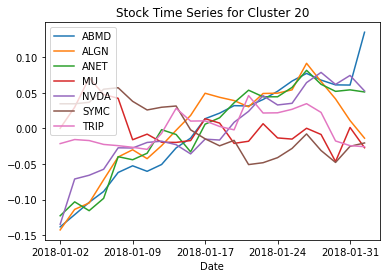 Stock Time Series for Cluster 20
ABMD
ALGN
ANET
MU
NVDA
SYMC
TRIP
0.10
0.05
0.00
−0.05
−0.10
−0.15
2018-01-02
2018-01-09
2018-01-17
2018-01-24
2018-01-31
Date